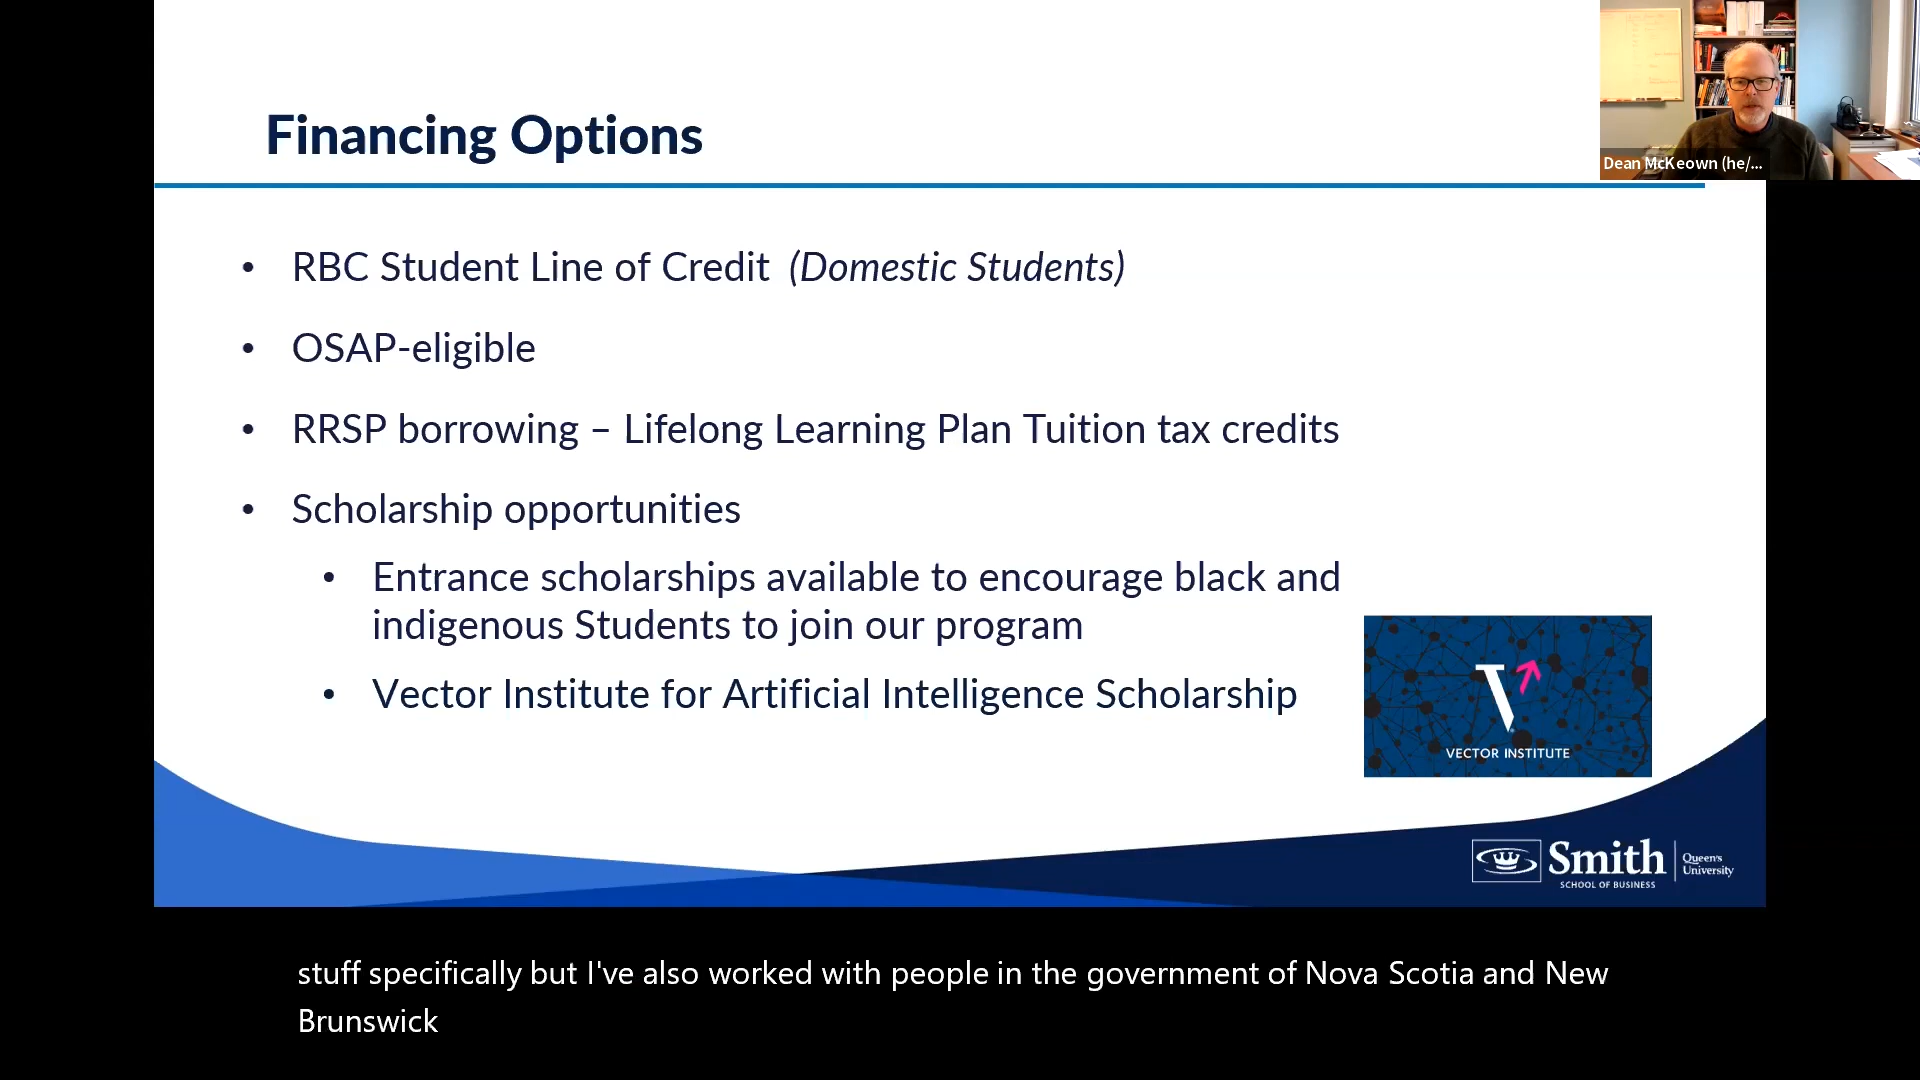 Financing Options
Dean McKeown (he/...
• RBC Student Line of Credit (Domestic Students)
• OSAP-eligible
• RRSP borrowing – Lifelong Learning Plan Tuition tax credits
• Scholarship opportunities
• Entrance scholarships available to encourage black and
indigenous Students to join our program
• Vector Institute for Artificial Intelligence Scholarship
VECTOR INSTITUTE
Smith
SCHOOL OF BUSINESS
Queen's
University
stuff specifically but I've also worked with people in the government of Nova Scotia and New
Brunswick